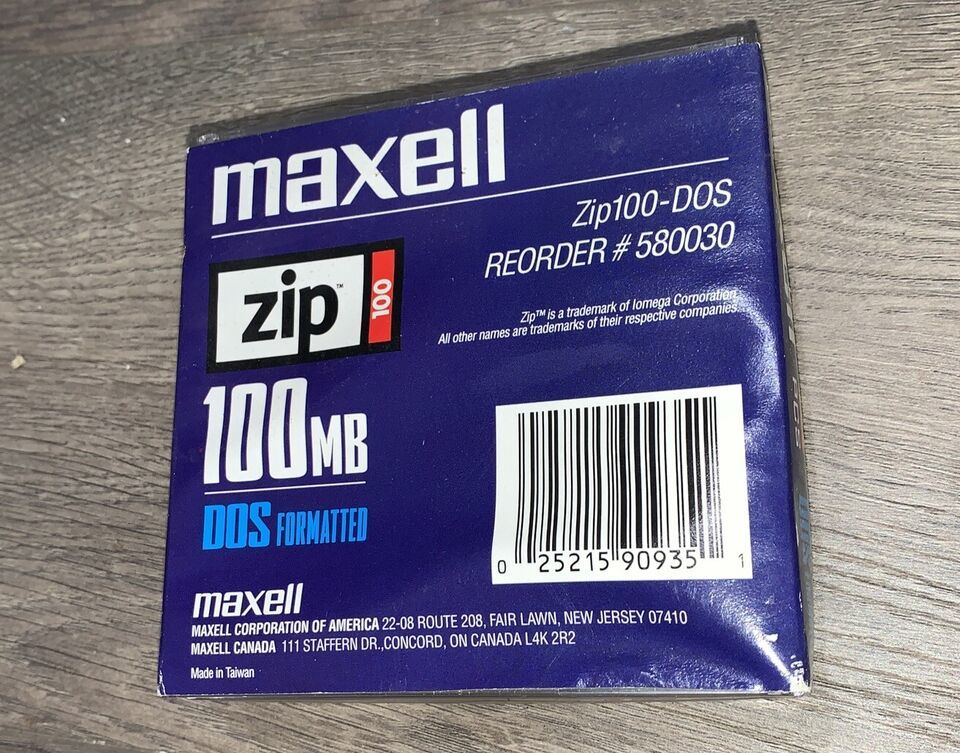 maxell
Zip100-DOS
REORDER # 580030
zip™
100
Zip™ is a trademark of Iomega Corporation
All other names are trademarks of their respective companies.
100MB
DOS FORMATTED
0 25215 90935 1
maxell
MAXELL CORPORATION OF AMERICA 22-08 ROUTE 208, FAIR LAWN, NEW JERSEY 07410
MAXELL CANADA 111 STAFFERN DR.,CONCORD, ON CANADA L4K 2R2
Made in Taiwan